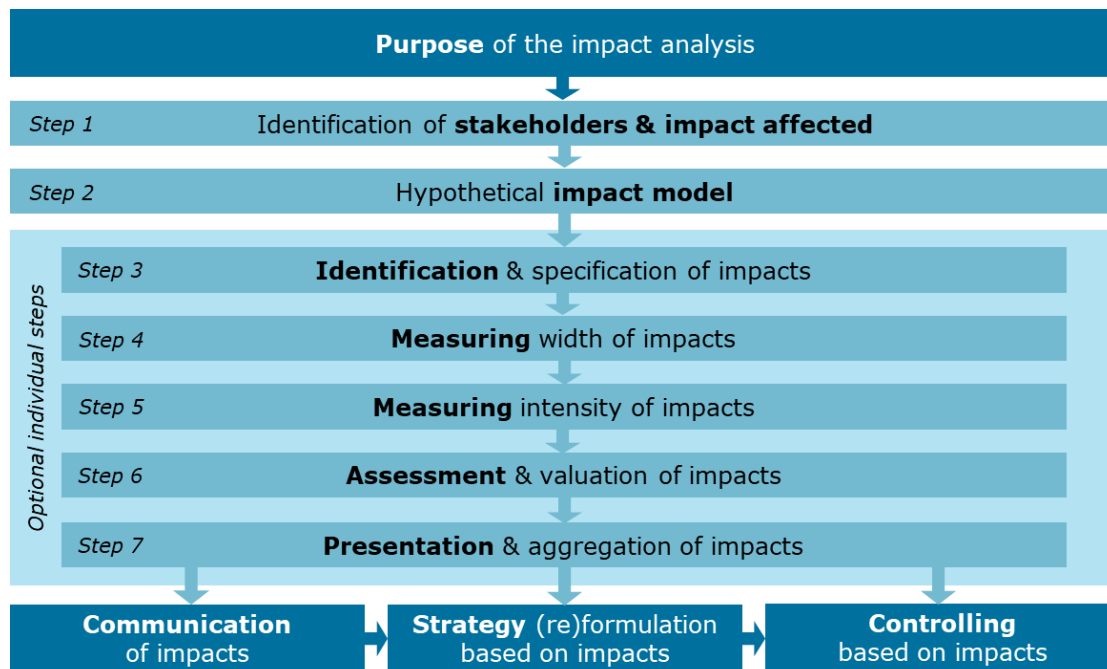 Purpose of the impact analysis
Step 1
Identification of stakeholders & impact affected
Step 2
Hypothetical impact model
Optional individual steps
Step 3
Identification & specification of impacts
Step 4
Measuring width of impacts
Step 5
Measuring intensity of impacts
Step 6
Assessment & valuation of impacts
Step 7
Presentation & aggregation of impacts
Communication
of impacts
Strategy (re)formulation
based on impacts
Controlling
based on impacts